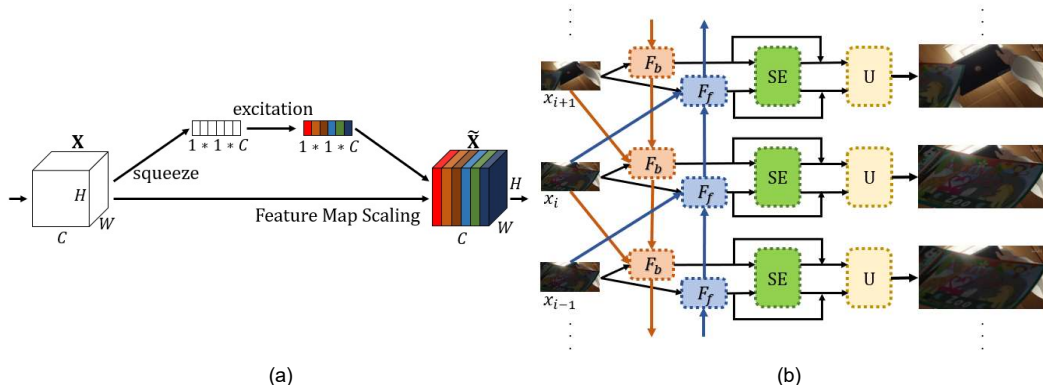 X
H
W
C
squeeze
1 * 1 * C
excitation
1 * 1 * C
Feature Map Scaling
X̃
H
W
C
(a)
x_{i+1}
F_b
F_f
SE
U
x_i
F_b
F_f
SE
U
x_{i−1}
F_b
F_f
SE
U
(b)